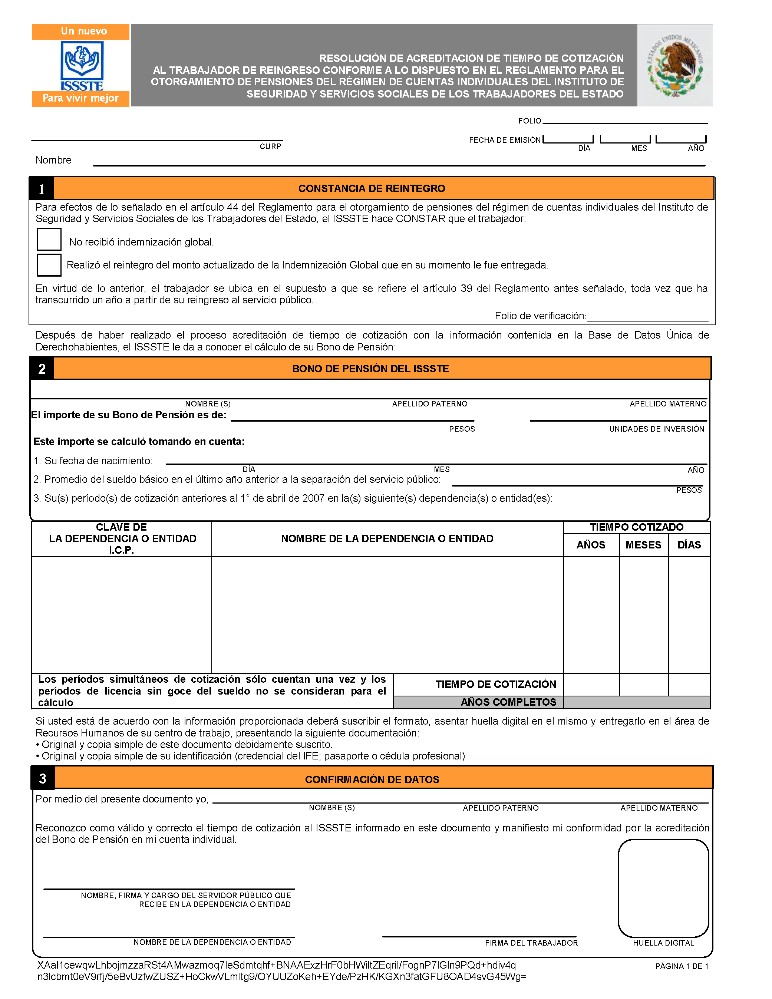 Un nuevo
ISSSTE
Para vivir mejor
RESOLUCIÓN DE ACREDITACIÓN DE TIEMPO DE COTIZACIÓN
AL TRABAJADOR DE REINGRESO CONFORME A LO DISPUESTO EN EL REGLAMENTO PARA EL
OTORGAMIENTO DE PENSIONES DEL RÉGIMEN DE CUENTAS INDIVIDUALES DEL INSTITUTO DE
SEGURIDAD Y SERVICIOS SOCIALES DE LOS TRABAJADORES DEL ESTADO
ESTADOS UNIDOS MEXICANOS
FOLIO
FECHA DE EMISIÓN
CURP
DÍA MES AÑO
Nombre
1 CONSTANCIA DE REINTEGRO
Para efectos de lo señalado en el artículo 44 del Reglamento para el otorgamiento de pensiones del régimen de cuentas individuales del Instituto de
Seguridad y Servicios Sociales de los Trabajadores del Estado, el ISSSTE hace CONSTAR que el trabajador:
No recibió indemnización global.
Realizó el reintegro del monto actualizado de la Indemnización Global que en su momento le fue entregada.
En virtud de lo anterior, el trabajador se ubica en el supuesto a que se refiere el artículo 39 del Reglamento antes señalado, toda vez que ha
transcurrido un año a partir de su reingreso al servicio público.
Folio de verificación:
Después de haber realizado el proceso acreditación de tiempo de cotización con la información contenida en la Base de Datos Única de
Derechohabientes, el ISSSTE le da a conocer el cálculo de su Bono de Pensión:
2 BONO DE PENSIÓN DEL ISSSTE
NOMBRE (S) APELLIDO PATERNO APELLIDO MATERNO
El importe de su Bono de Pensión es de:
PESOS UNIDADES DE INVERSIÓN
Este importe se calculó tomando en cuenta:
1. Su fecha de nacimiento:
DÍA MES AÑO
2. Promedio del sueldo básico en el último año anterior a la separación del servicio público:
PESOS
3. Su(s) período(s) de cotización anteriores al 1° de abril de 2007 en la(s) siguiente(s) dependencia(s) o entidad(es):
CLAVE DE
LA DEPENDENCIA O ENTIDAD
I.C.P.
NOMBRE DE LA DEPENDENCIA O ENTIDAD
TIEMPO COTIZADO
AÑOS MESES DÍAS
Los períodos simultáneos de cotización sólo cuentan una vez y los
períodos de licencia sin goce del sueldo no se consideran para el
cálculo
TIEMPO DE COTIZACIÓN
AÑOS COMPLETOS
Si usted está de acuerdo con la información proporcionada deberá suscribir el formato, asentar huella digital en el mismo y entregarlo en el área de
Recursos Humanos de su centro de trabajo, presentando la siguiente documentación:
• Original y copia simple de este documento debidamente suscrito.
• Original y copia simple de su identificación (credencial del IFE; pasaporte o cédula profesional)
3 CONFIRMACIÓN DE DATOS
Por medio del presente documento yo,
NOMBRE (S) APELLIDO PATERNO APELLIDO MATERNO
Reconozco como válido y correcto el tiempo de cotización al ISSSTE informado en este documento y manifiesto mi conformidad por la acreditación
del Bono de Pensión en mi cuenta individual.
NOMBRE, FIRMA Y CARGO DEL SERVIDOR PÚBLICO QUE
RECIBE EN LA DEPENDENCIA O ENTIDAD
NOMBRE DE LA DEPENDENCIA O ENTIDAD
FIRMA DEL TRABAJADOR
HUELLA DIGITAL
XAal1cewqwLhbojmzzaRSt4AMwazmoq7IeSdmtqhf+BNAAExzHrF0bHWiltZEqril/FognP7lGIn9PQd+hdiv4q
n3lcbmt0eV9rfj/5eBvUzfwZUSZ+HoCkwVLmltg9/OYUUZoKeh+EYde/PzHK/KGXn3fatGFU8OAD4svG45Wg=
PÁGINA 1 DE 1